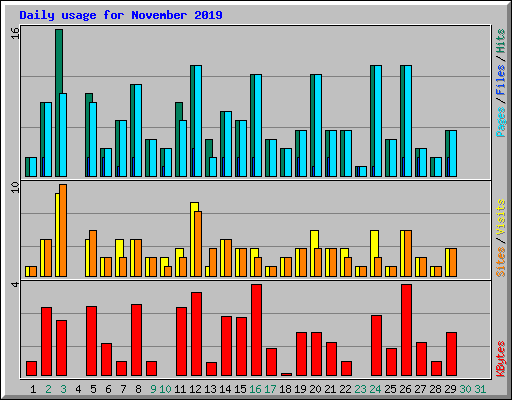 Daily usage for November 2019
16
Pages / Files / Hits
10
Sites / Visits
4
KBytes
1 2 3 4 5 6 7 8 9 10 11 12 13 14 15 16 17 18 19 20 21 22 23 24 25 26 27 28 29 30 31